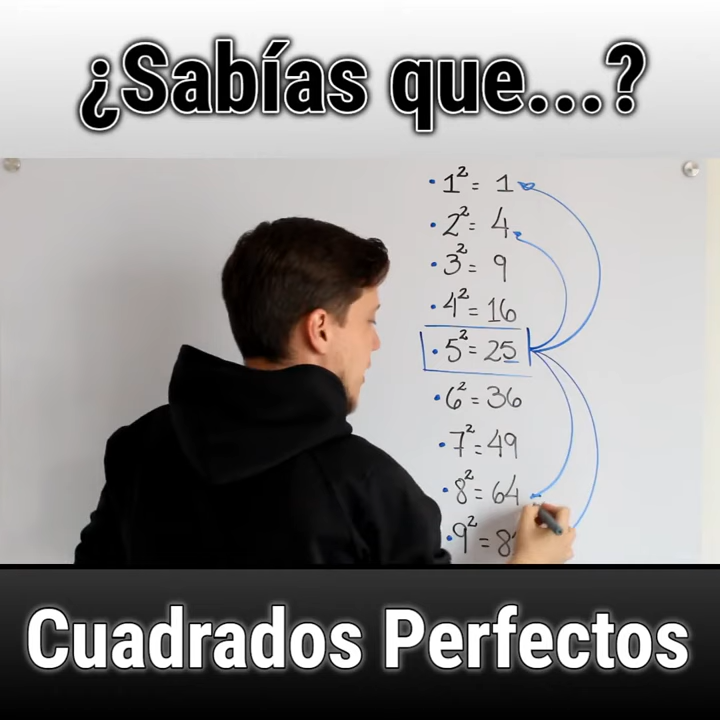 ¿Sabías que...?
• 1² = 1
• 2² = 4
• 3² = 9
• 4² = 16
• 5² = 25
• 6² = 36
• 7² = 49
• 8² = 64
• 9² = 8
Cuadrados Perfectos